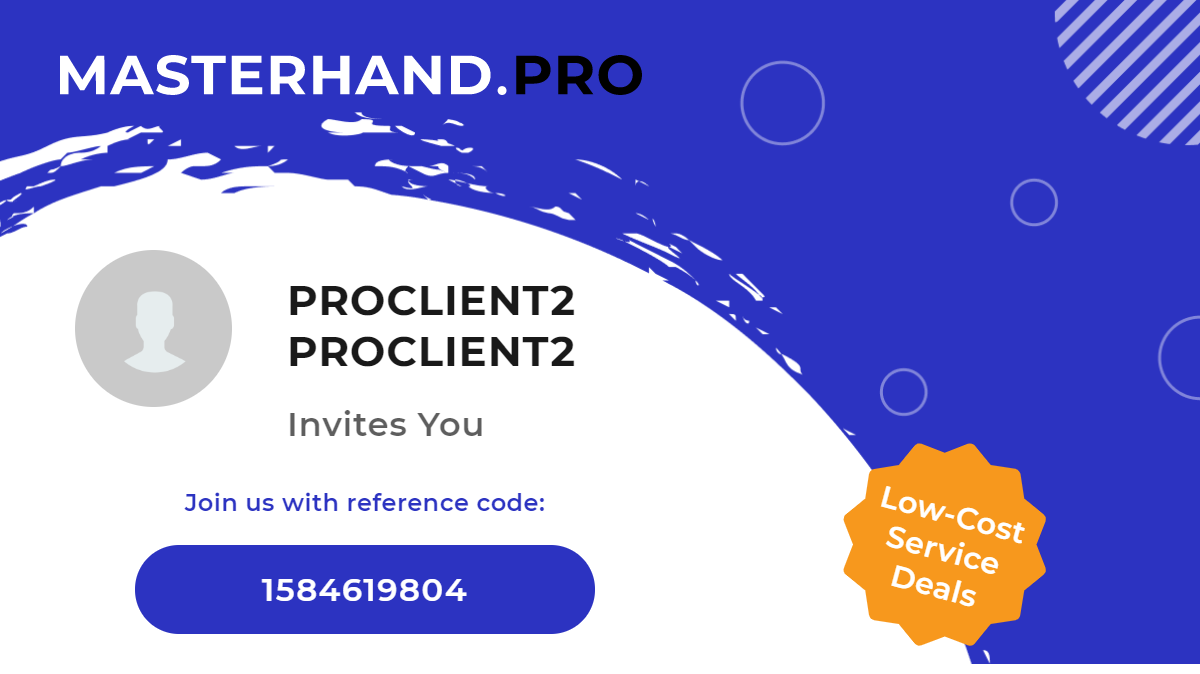 MASTERHAND.PRO
PROCLIENT2
PROCLIENT2
Invites You
Join us with reference code:
1584619804
Low-Cost
Service
Deals